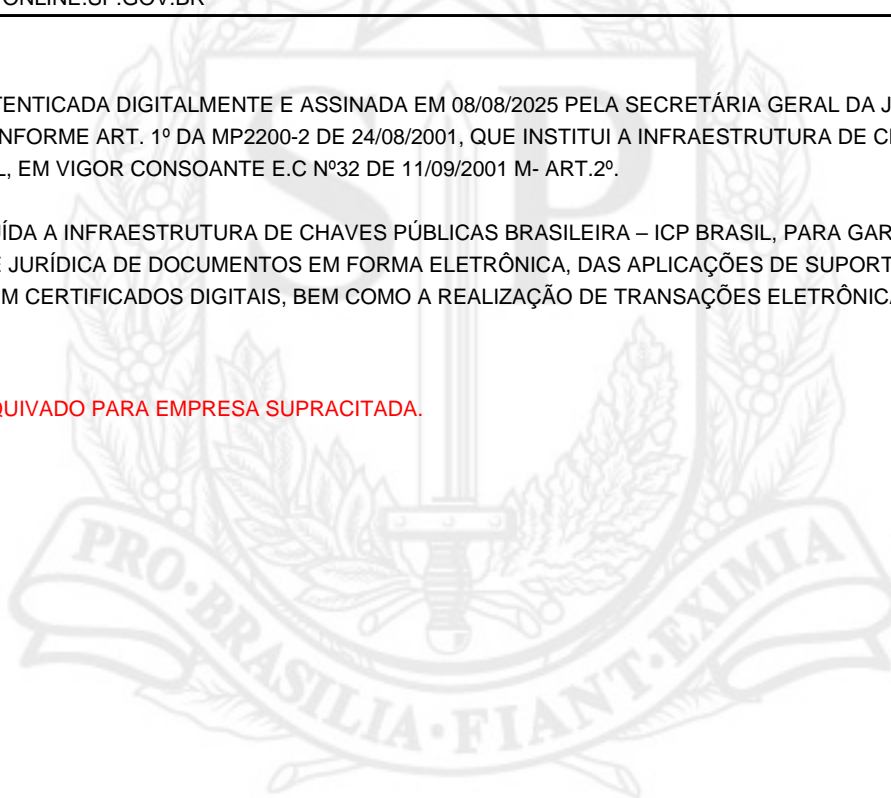 ONLINE.SP.GOV.BR
TENTICADA DIGITALMENTE E ASSINADA EM 08/08/2025 PELA SECRETÁRIA GERAL DA J
NFORME ART. 1º DA MP2200-2 DE 24/08/2001, QUE INSTITUI A INFRAESTRUTURA DE C
L, EM VIGOR CONSOANTE E.C Nº32 DE 11/09/2001 M- ART.2º.
ÍDA A INFRAESTRUTURA DE CHAVES PÚBLICAS BRASILEIRA – ICP BRASIL, PARA GAR
E JURÍDICA DE DOCUMENTOS EM FORMA ELETRÔNICA, DAS APLICAÇÕES DE SUPORT
M CERTIFICADOS DIGITAIS, BEM COMO A REALIZAÇÃO DE TRANSAÇÕES ELETRÔNICA
QUIVADO PARA EMPRESA SUPRACITADA.
SP
PRO·BRASILIA·FIANT·EXIMIA